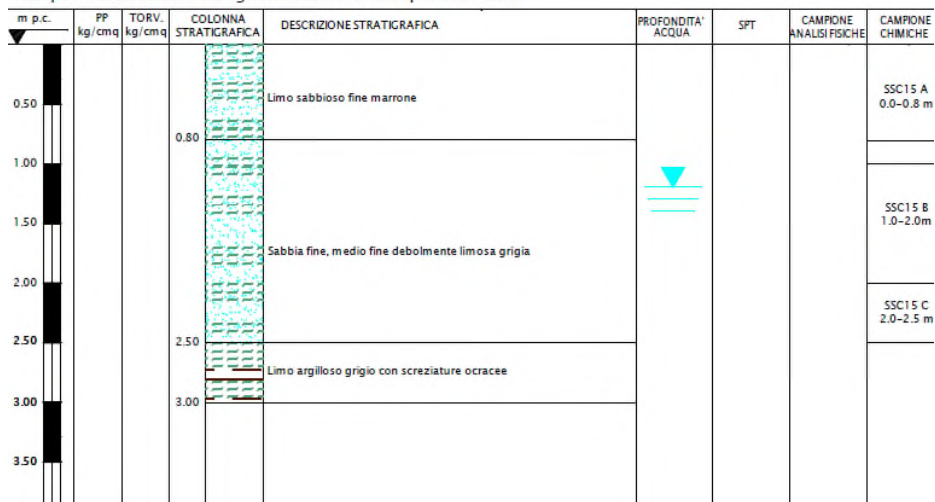 m p.c.
PP
kg/cmq
TORV.
kg/cmq
COLONNA
STRATIGRAFICA
DESCRIZIONE STRATIGRAFICA
PROFONDITA'
ACQUA
SPT
CAMPIONE
ANALISI FISICHE
CAMPIONE
CHIMICHE
0.50
Limo sabbioso fine marrone
SSC15 A
0.0-0.8 m
0.80
1.00
1.50
SSC15 B
1.0-2.0m
Sabbia fine, medio fine debolmente limosa grigia
2.00
SSC15 C
2.0-2.5 m
2.50
2.50
Limo argilloso grigio con screziature ocracee
3.00
3.00
3.50